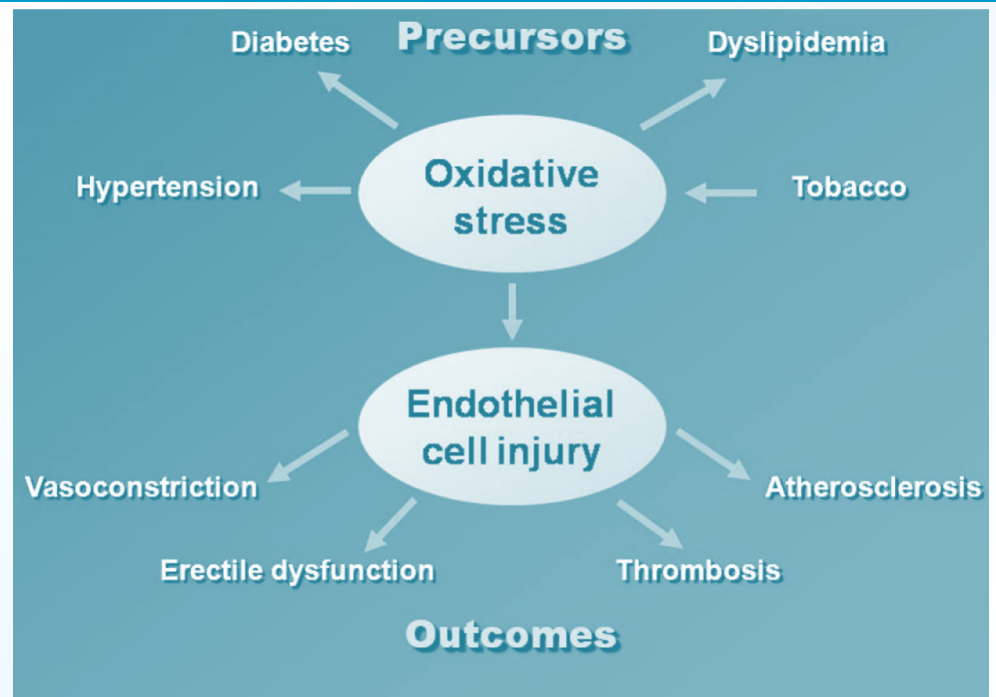 Precursors
Diabetes
Dyslipidemia
Hypertension
Oxidative
stress
Tobacco
Endothelial
cell injury
Vasoconstriction
Atherosclerosis
Erectile dysfunction
Thrombosis
Outcomes